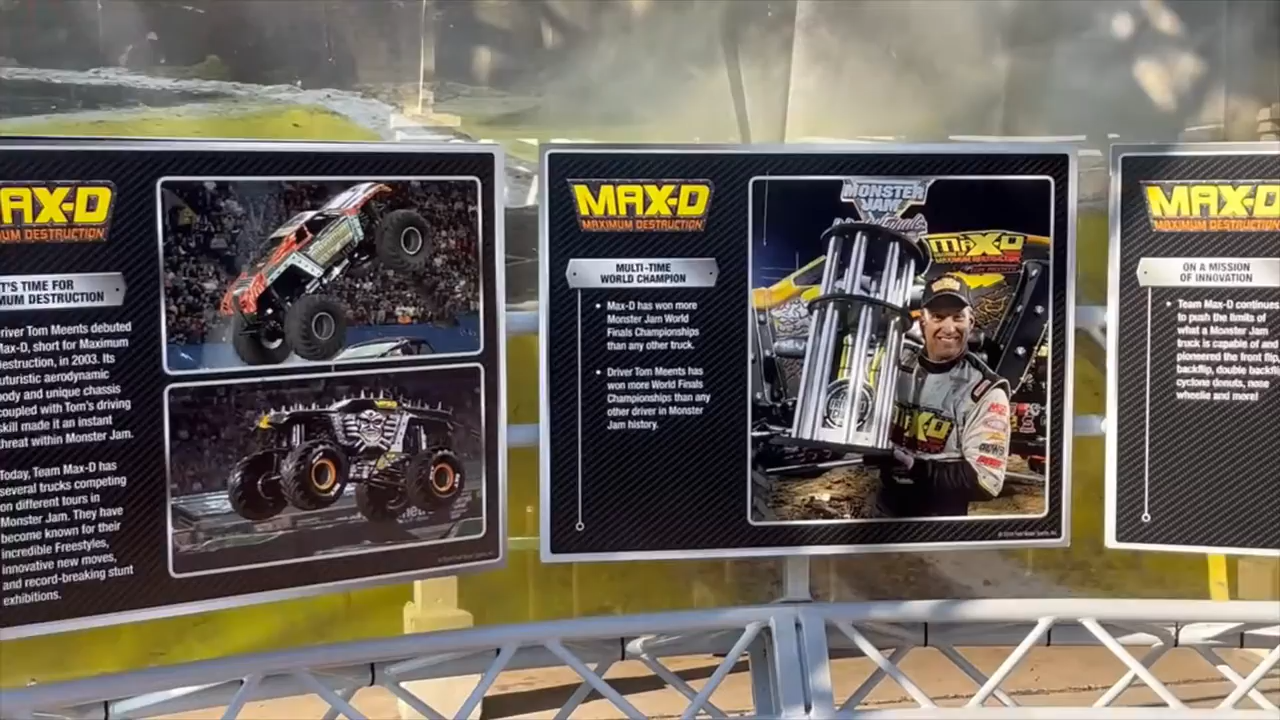 AX-D
UM DESTRUCTION
T'S TIME FOR
MUM DESTRUCTION
river Tom Meents debuted
Max-D, short for Maximum
estruction, in 2003. Its
uturistic aerodynamic
body and unique chassis
coupled with Tom's driving
skill made it an instant
threat within Monster Jam.
Today, Team Max-D has
several trucks competing
on different tours in
Monster Jam. They have
become known for their
incredible Freestyles,
innovative new moves,
and record-breaking stunt
exhibitions.
MAX-D
MAXIMUM DESTRUCTION
MULTI-TIME
WORLD CHAMPION
• Max-D has won more
Monster Jam World
Finals Championships
than any other truck.
• Driver Tom Meents has
won more World Finals
Championships than any
other driver in Monster
Jam history.
MONSTER
JAM
MAX-D
MAXIMUM DESTRUCTION
MAX-D
MAX-D
MAXIMUM DESTRUCTION
ON A MISSION
OF INNOVATION
• Team Max-D continues
to push the limits of
what a Monster Jam
truck is capable of and
pioneered the front flip,
backflip, double backfli
cyclone donuts, nose
wheelie and more!